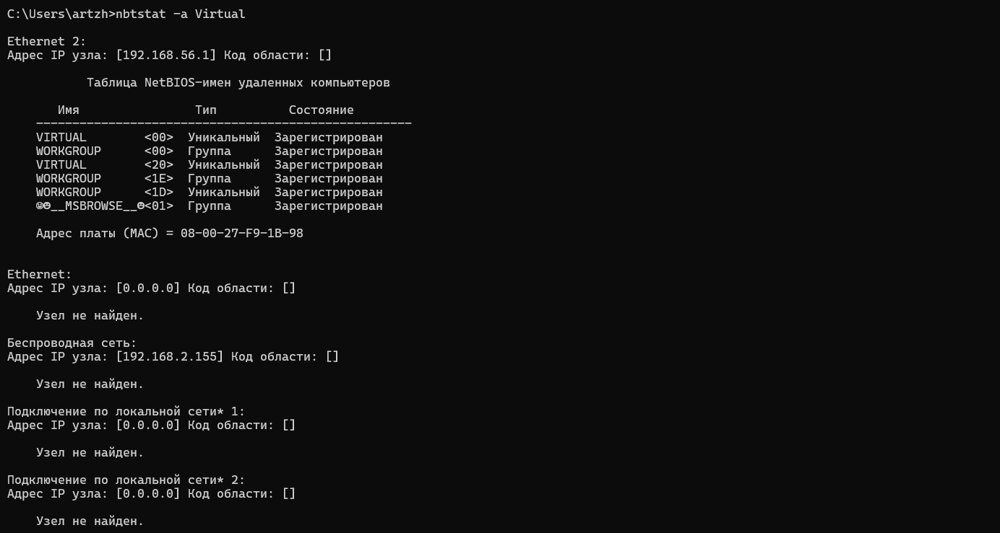 C:\Users\artzh>nbtstat -a Virtual
Ethernet 2:
Адрес IP узла: [192.168.56.1] Код области: []
Таблица NetBIOS-имен удаленных компьютеров
Имя Тип Состояние
----------------------------------------------------
VIRTUAL <00> Уникальный Зарегистрирован
WORKGROUP <00> Группа Зарегистрирован
VIRTUAL <20> Уникальный Зарегистрирован
WORKGROUP <1E> Группа Зарегистрирован
WORKGROUP <1D> Уникальный Зарегистрирован
☺☻__MSBROWSE__☻<01> Группа Зарегистрирован
Адрес платы (MAC) = 08-00-27-F9-1B-98
Ethernet:
Адрес IP узла: [0.0.0.0] Код области: []
Узел не найден.
Беспроводная сеть:
Адрес IP узла: [192.168.2.155] Код области: []
Узел не найден.
Подключение по локальной сети* 1:
Адрес IP узла: [0.0.0.0] Код области: []
Узел не найден.
Подключение по локальной сети* 2:
Адрес IP узла: [0.0.0.0] Код области: []
Узел не найден.